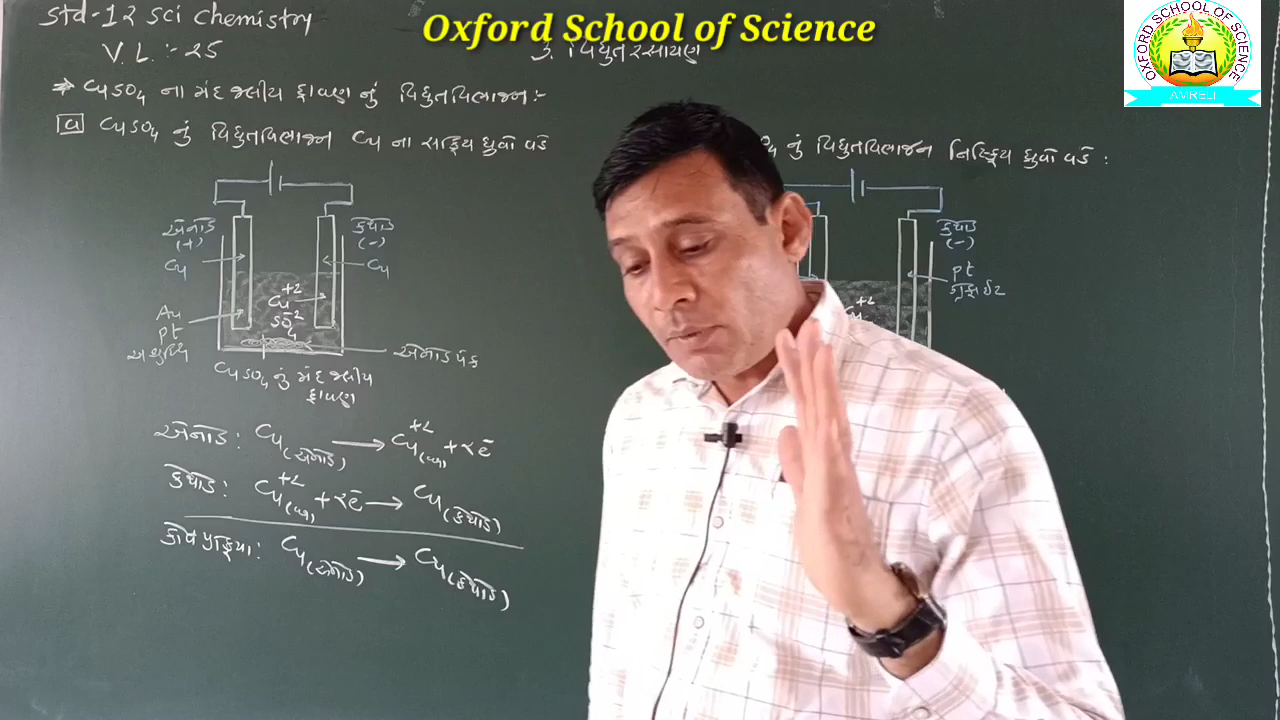 Oxford School of Science
OXFORD SCHOOL OF SCIENCE
AMRELI
Std-12 Sci Chemistry
V.L. :- 25
3. વિદ્યુતરસાયણ
⇒ CuSO4 ના મંદ જલીય દ્રાવણ નું વિદ્યુતવિભાજન :-
CuSO4 નું વિદ્યુતવિભાજન Cu ના સક્રિય ધ્રુવો વડે
નું વિદ્યુતવિભાજન નિષ્ક્રિય ધ્રુવો વડે :
એનોડ
(+)
Cu
કેથોડ
(-)
Cu
Cu+2
SO4-2
Au
Pt
અશુદ્ધિ
એનોડ પંક
CuSO4 નું મંદ જલીય
દ્રાવણ
કેથોડ
(-)
pt
ગ્રેફાઈટ
એનોડ : Cu(એનોડ) → Cu+2(aq) + 2e-
કેથોડ : Cu+2(aq) + 2e- → Cu(કેથોડ)
કોષ પ્રક્રિયા : Cu(એનોડ) → Cu(કેથોડ)